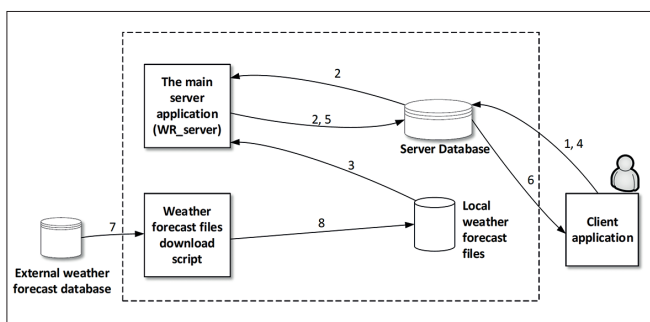 2
The main
server
application
(WR_server)
2, 5
Server Database
1, 4
3
6
Weather
forecast files
download
script
7
8
Local
weather
forecast
files
Client
application
External weather
forecast database